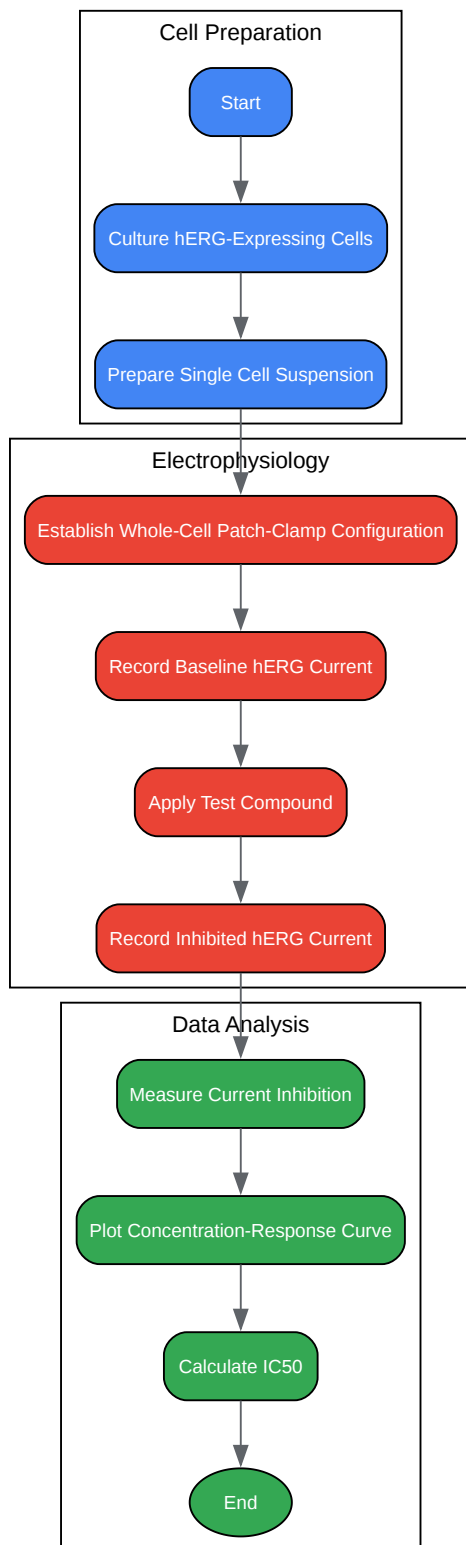 Cell Preparation
Start
Culture hERG-Expressing Cells
Prepare Single Cell Suspension
Electrophysiology
Establish Whole-Cell Patch-Clamp Configuration
Record Baseline hERG Current
Apply Test Compound
Record Inhibited hERG Current
Data Analysis
Measure Current Inhibition
Plot Concentration-Response Curve
Calculate IC50
End